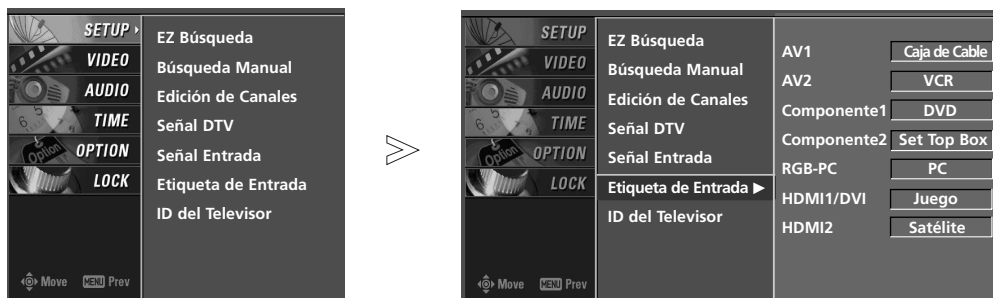 SETUP
VIDEO
AUDIO
TIME
OPTION
LOCK
EZ Búsqueda
Búsqueda Manual
Edición de Canales
Señal DTV
Señal Entrada
Etiqueta de Entrada
ID del Televisor
Move MENU Prev
SETUP
VIDEO
AUDIO
TIME
OPTION
LOCK
EZ Búsqueda
Búsqueda Manual
Edición de Canales
Señal DTV
Señal Entrada
Etiqueta de Entrada ►
ID del Televisor
AV1 Caja de Cable
AV2 VCR
Componente1 DVD
Componente2 Set Top Box
RGB-PC PC
HDMI1/DVI Juego
HDMI2 Satélite
Move MENU Prev